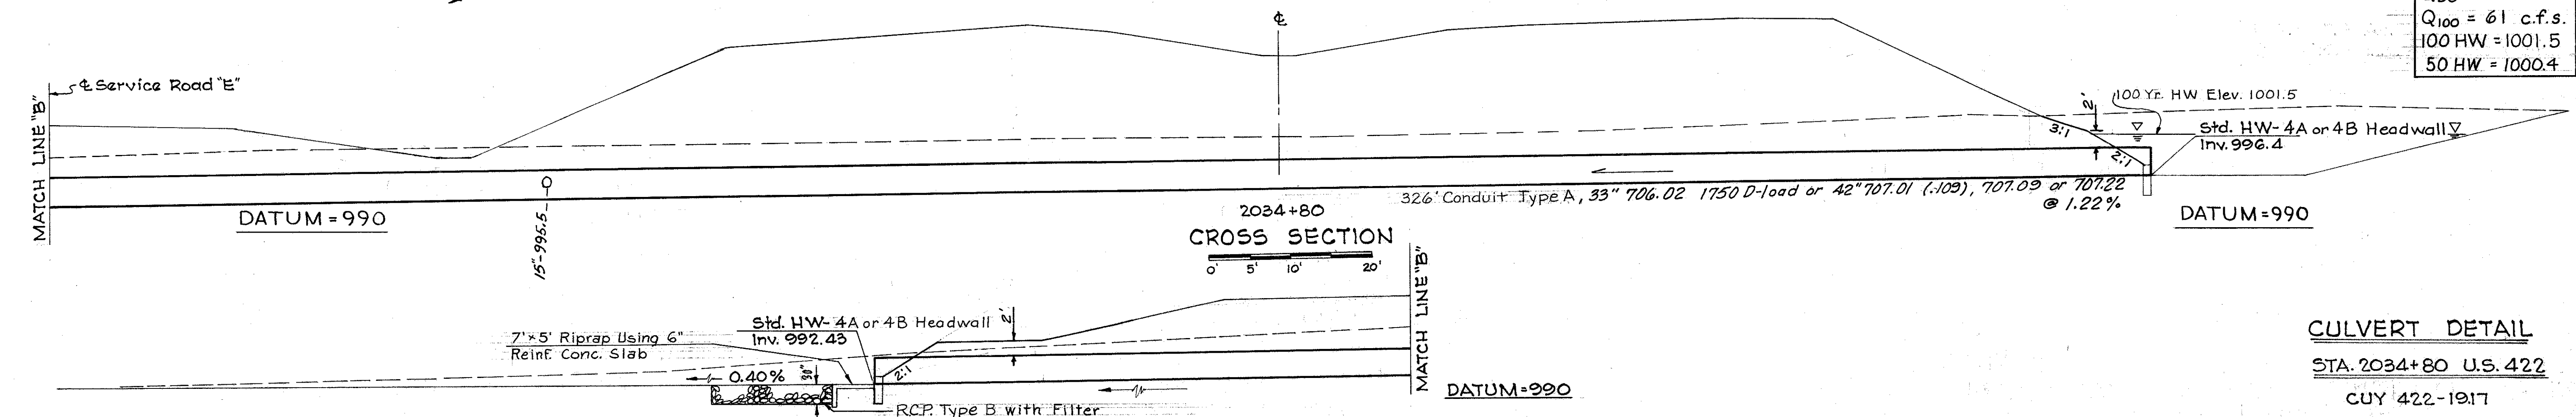 Q100 = 61 c.f.s.
100 HW = 1001.5
50 HW = 1000.4
℄
℄ Service Road "E"
MATCH LINE "B"
DATUM = 990
15"-995.5
2034+80
CROSS SECTION
0' 5' 10' 20'
326' Conduit Type A, 33" 706.02 1750 D-load or 42" 707.01 (.109), 707.09 or 707.22
@ 1.22%
3:1
2'
2:1
100 Yr. HW Elev. 1001.5
Std. HW-4A or 4B Headwall
Inv. 996.4
DATUM=990
7'x5' Riprap Using 6"
Reinf. Conc. Slab
Std. HW-4A or 4B Headwall
Inv. 992.43
2'
0.40%
30"
2:1
RCP. Type B with Filter
MATCH LINE "B"
DATUM=990
CULVERT DETAIL
STA. 2034+80 U.S. 422
CUY 422-19.17